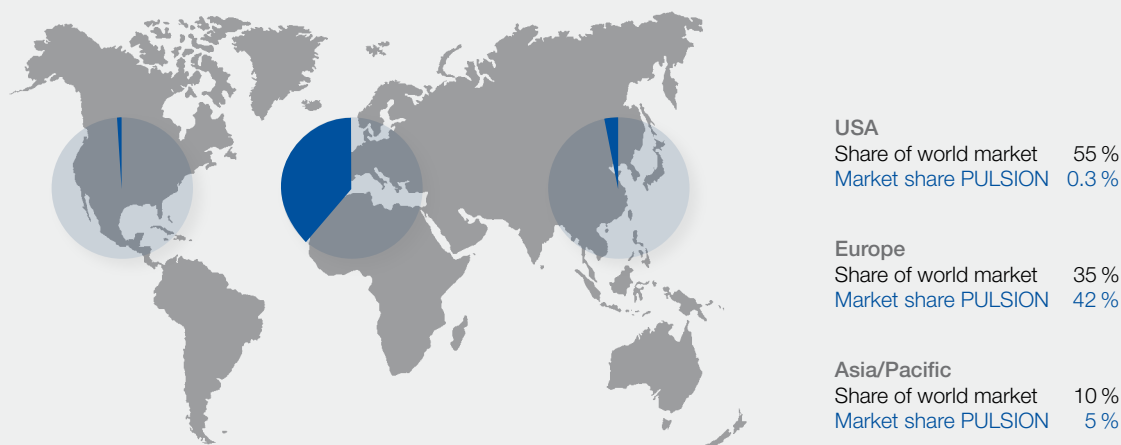 USA
Share of world market 55 %
Market share PULSION 0.3 %
Europe
Share of world market 35 %
Market share PULSION 42 %
Asia/Pacific
Share of world market 10 %
Market share PULSION 5 %